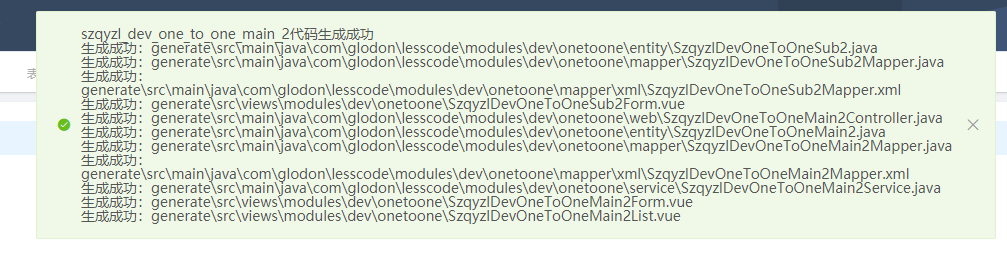 szqyzl_dev_one_to_one_main_2代码生成成功
生成成功：generate\src\main\java\com\glodon\lesscode\modules\dev\onetoone\entity\SzqyzlDevOneToOneSub2.java
生成成功：generate\src\main\java\com\glodon\lesscode\modules\dev\onetoone\mapper\SzqyzlDevOneToOneSub2Mapper.java
生成成功：
generate\src\main\java\com\glodon\lesscode\modules\dev\onetoone\mapper\xml\SzqyzlDevOneToOneSub2Mapper.xml
生成成功：generate\src\views\modules\dev\onetoone\SzqyzlDevOneToOneSub2Form.vue
生成成功：generate\src\main\java\com\glodon\lesscode\modules\dev\onetoone\web\SzqyzlDevOneToOneMain2Controller.java
生成成功：generate\src\main\java\com\glodon\lesscode\modules\dev\onetoone\entity\SzqyzlDevOneToOneMain2.java
生成成功：generate\src\main\java\com\glodon\lesscode\modules\dev\onetoone\mapper\SzqyzlDevOneToOneMain2Mapper.java
生成成功：
generate\src\main\java\com\glodon\lesscode\modules\dev\onetoone\mapper\xml\SzqyzlDevOneToOneMain2Mapper.xml
生成成功：generate\src\main\java\com\glodon\lesscode\modules\dev\onetoone\service\SzqyzlDevOneToOneMain2Service.java
生成成功：generate\src\views\modules\dev\onetoone\SzqyzlDevOneToOneMain2Form.vue
生成成功：generate\src\views\modules\dev\onetoone\SzqyzlDevOneToOneMain2List.vue